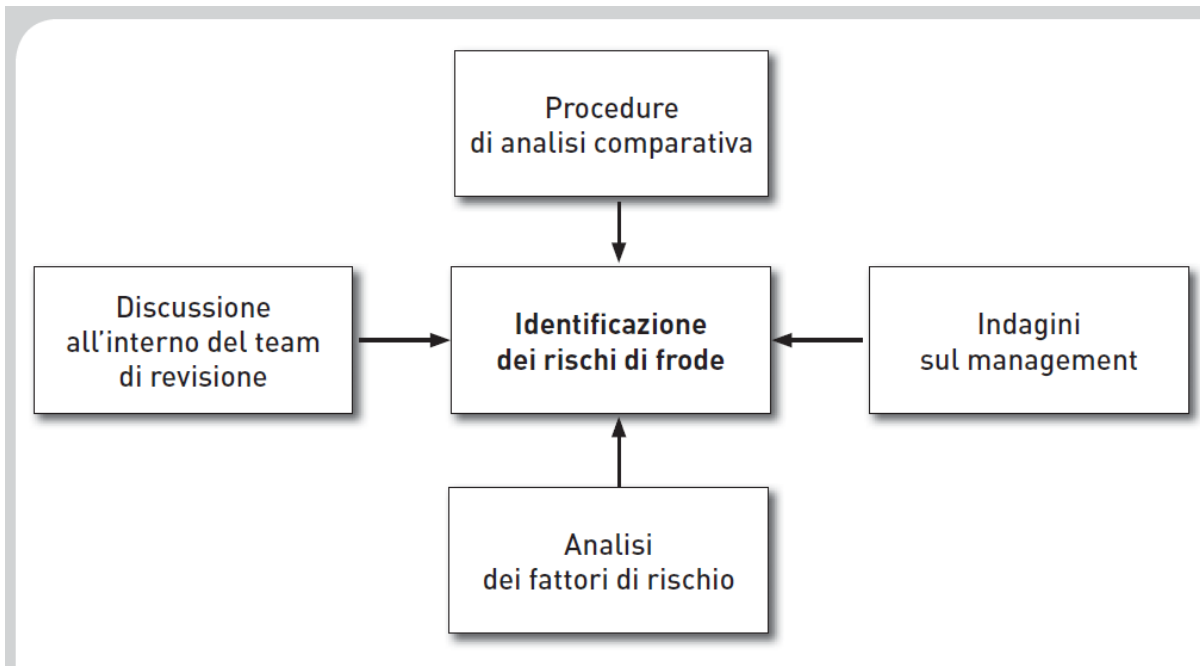 Procedure
di analisi comparativa
Discussione
all'interno del team
di revisione
Identificazione
dei rischi di frode
Indagini
sul management
Analisi
dei fattori di rischio